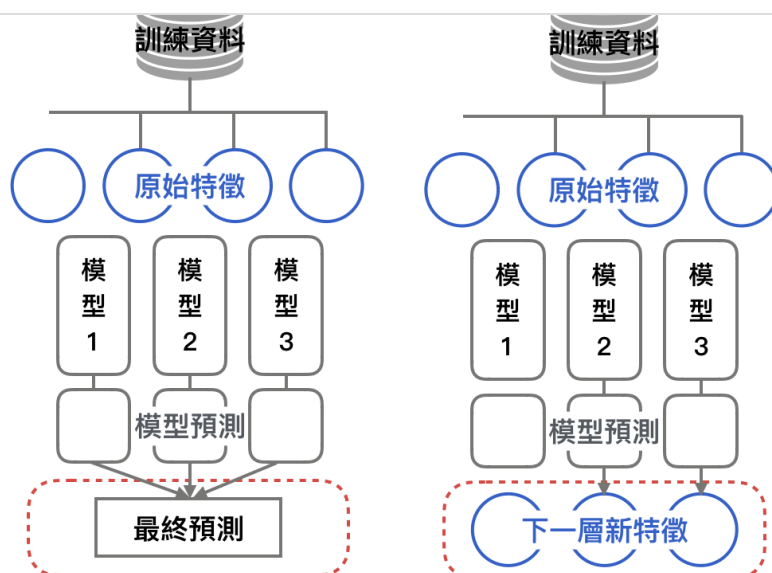 訓練資料
原始特徵
模型1
模型2
模型3
模型預測
最終預測
訓練資料
原始特徵
模型1
模型2
模型3
模型預測
下一層新特徵